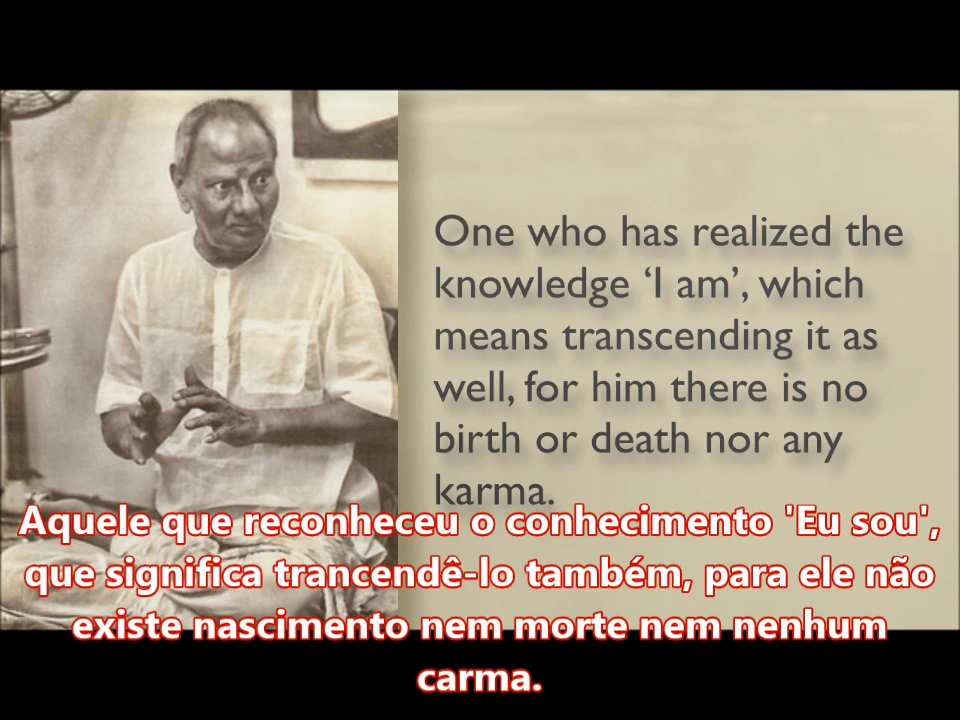 One who has realized the
knowledge ‘I am’, which
means transcending it as
well, for him there is no
birth or death nor any
karma.
Aquele que reconheceu o conhecimento 'Eu sou',
que significa trancendê-lo também, para ele não
existe nascimento nem morte nem nenhum
carma.